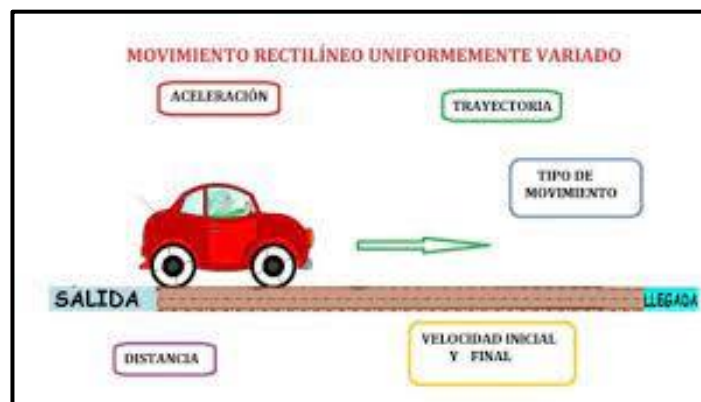 MOVIMIENTO RECTILÍNEO UNIFORMEMENTE VARIADO
ACELERACIÓN
TRAYECTORIA
TIPO DE
MOVIMIENTO
SALIDA
LLEGADA
DISTANCIA
VELOCIDAD INICIAL
Y FINAL